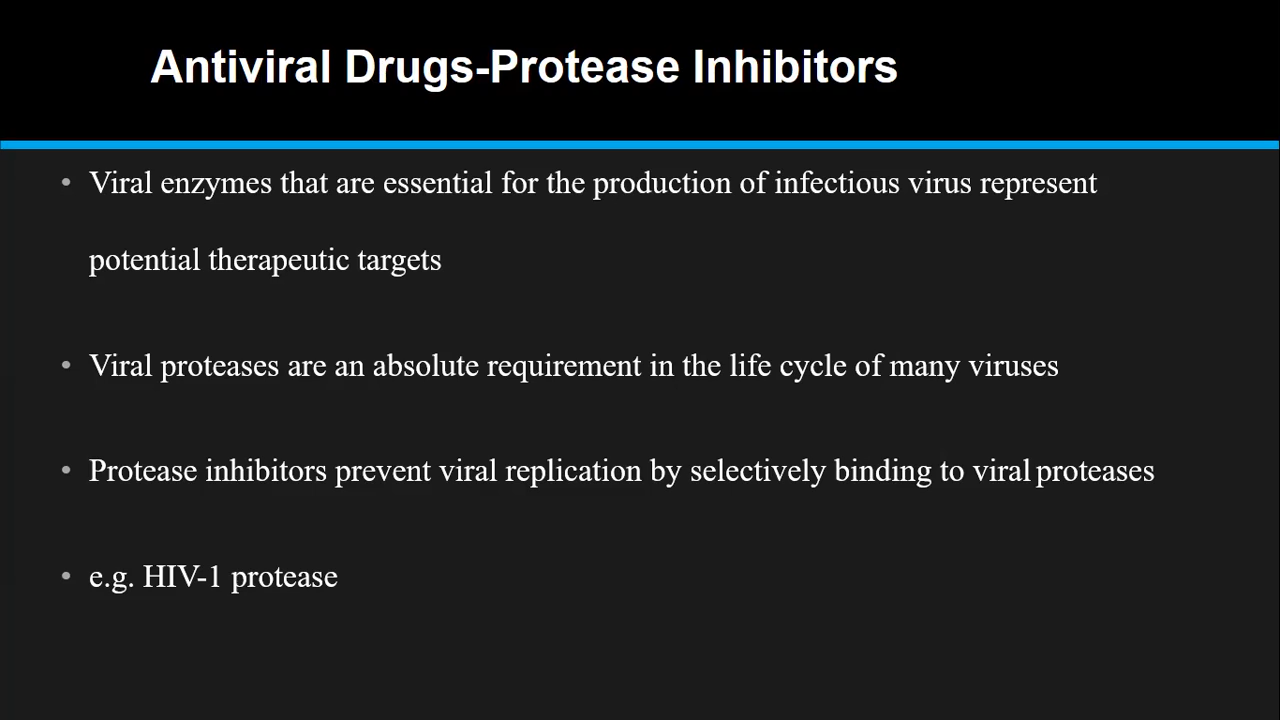 Antiviral Drugs-Protease Inhibitors
• Viral enzymes that are essential for the production of infectious virus represent
potential therapeutic targets
• Viral proteases are an absolute requirement in the life cycle of many viruses
• Protease inhibitors prevent viral replication by selectively binding to viral proteases
• e.g. HIV-1 protease